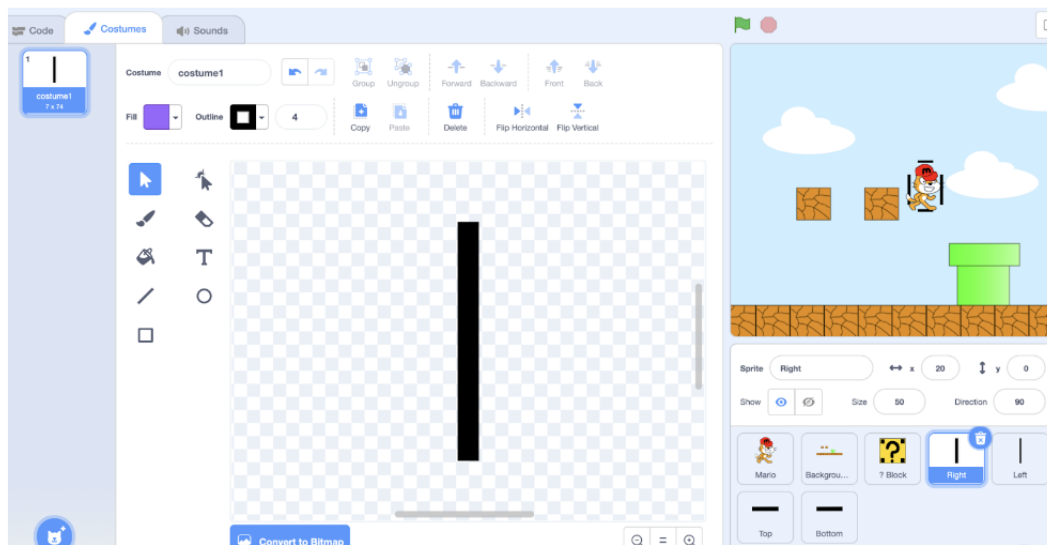 Code
Costumes
Sounds
1
costume1
7 x 74
Costume
costume1
Group
Ungroup
Forward
Backward
Front
Back
Fill
Outline
4
Copy
Paste
Delete
Flip Horizontal
Flip Vertical
T
Convert to Bitmap
=
m
Sprite
Right
x
20
y
0
Show
Size
50
Direction
90
Mario
Backgrou...
?
? Block
Right
Left
Top
Bottom